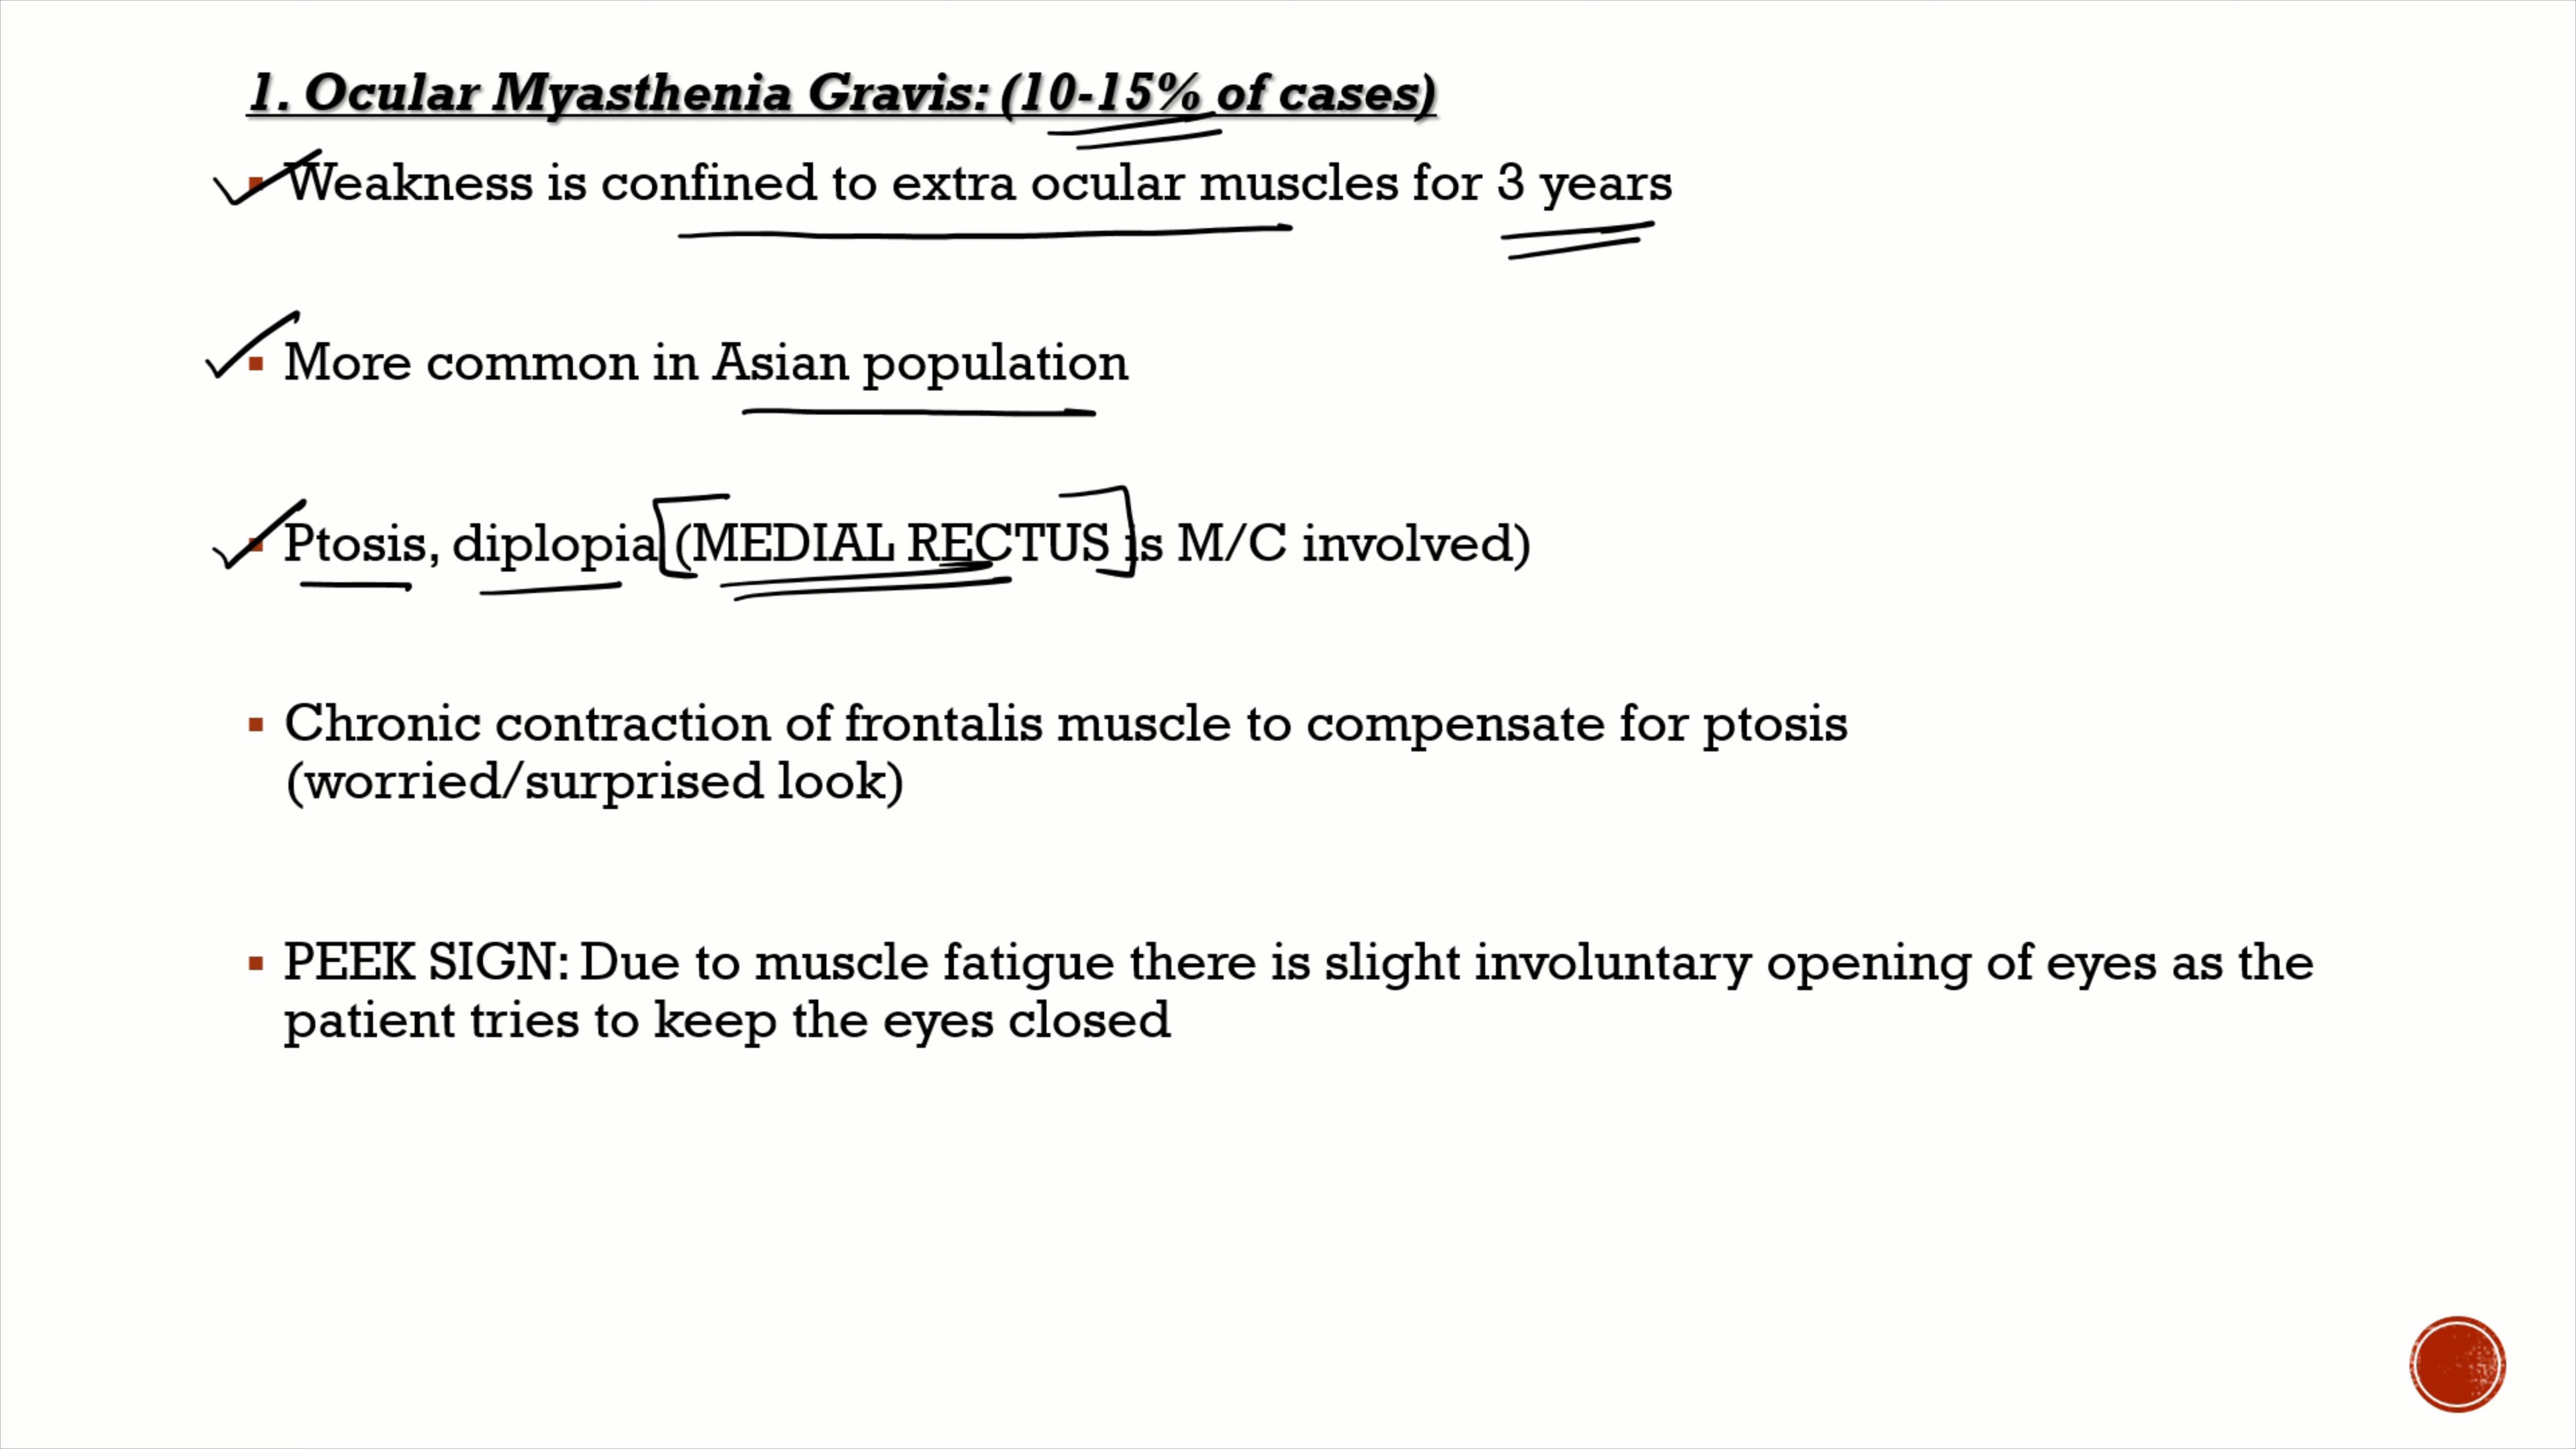 1. Ocular Myasthenia Gravis: (10-15% of cases)
Weakness is confined to extra ocular muscles for 3 years
More common in Asian population
Ptosis, diplopia (MEDIAL RECTUS is M/C involved)
Chronic contraction of frontalis muscle to compensate for ptosis
(worried/surprised look)
PEEK SIGN: Due to muscle fatigue there is slight involuntary opening of eyes as the
patient tries to keep the eyes closed